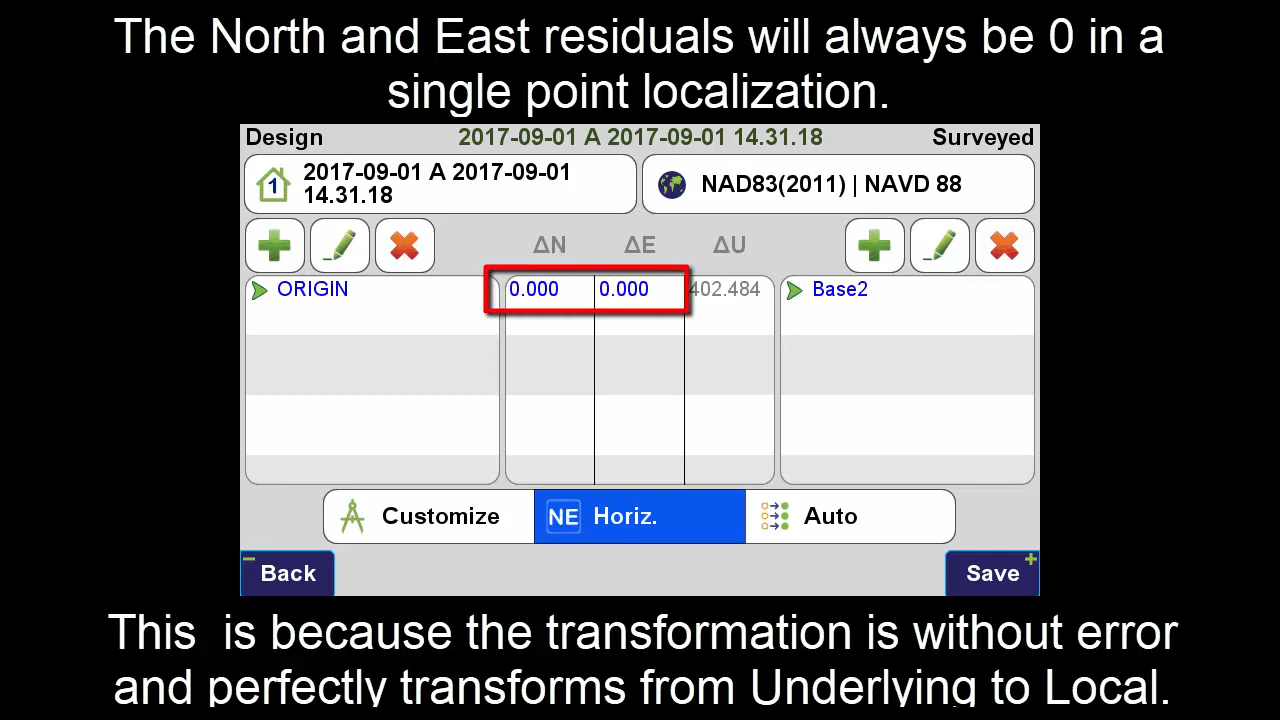 The North and East residuals will always be 0 in a
single point localization.
Design 2017-09-01 A 2017-09-01 14.31.18 Surveyed
1 2017-09-01 A 2017-09-01
14.31.18
NAD83(2011) | NAVD 88
ΔN ΔE ΔU
ORIGIN 0.000 0.000 402.484 Base2
Customize NE Horiz. Auto
Back Save
This  is because the transformation is without error
and perfectly transforms from Underlying to Local.